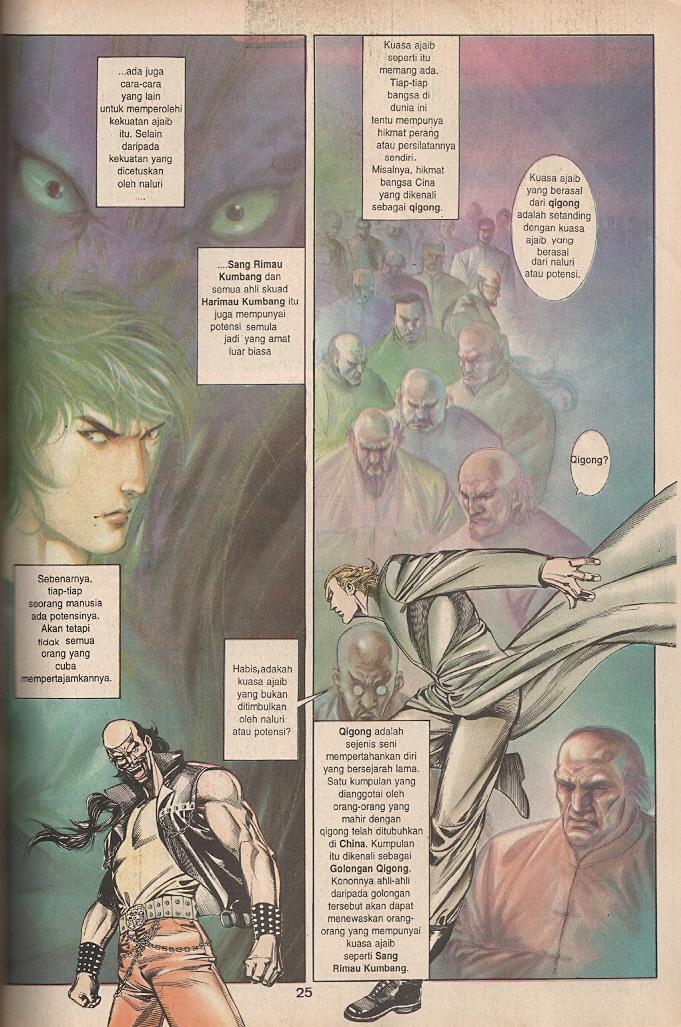 ...ada juga
cara-cara
yang lain
untuk memperolehi
kekuatan ajaib
itu. Selain
daripada
kekuatan yang
dicetuskan
oleh naluri
....
....Sang Rimau
Kumbang dan
semua ahli skuad
Harimau Kumbang itu
juga mempunyai
potensi semula
jadi yang amat
luar biasa
Sebenarnya,
tiap-tiap
seorang manusia
ada potensinya.
Akan tetapi
tidak semua
orang yang
cuba
mempertajamkannya.
Habis,adakah
kuasa ajaib
yang bukan
ditimbulkan
oleh naluri
atau potensi?
Kuasa ajaib
seperti itu
memang ada.
Tiap-tiap
bangsa di
dunia ini
tentu mempunya
hikmat perang
atau persilatannya
sendiri.
Misalnya, hikmat
bangsa Cina
yang dikenali
sebagai qigong.
Kuasa ajaib
yang berasal
dari qigong
adalah setanding
dengan kuasa
ajaib yang
berasal
dari naluri
atau potensi.
Qigong?
Qigong adalah
sejenis seni
mempertahankan diri
yang bersejarah lama.
Satu kumpulan yang
dianggotai oleh
orang-orang yang
mahir dengan
qigong telah ditubuhkan
di China. Kumpulan
itu dikenali sebagai
Golongan Qigong.
Kononnya ahli-ahli
daripada golongan
tersebut akan dapat
menewaskan orang-
orang yang mempunyai
kuasa ajaib
seperti Sang
Rimau Kumbang.
25